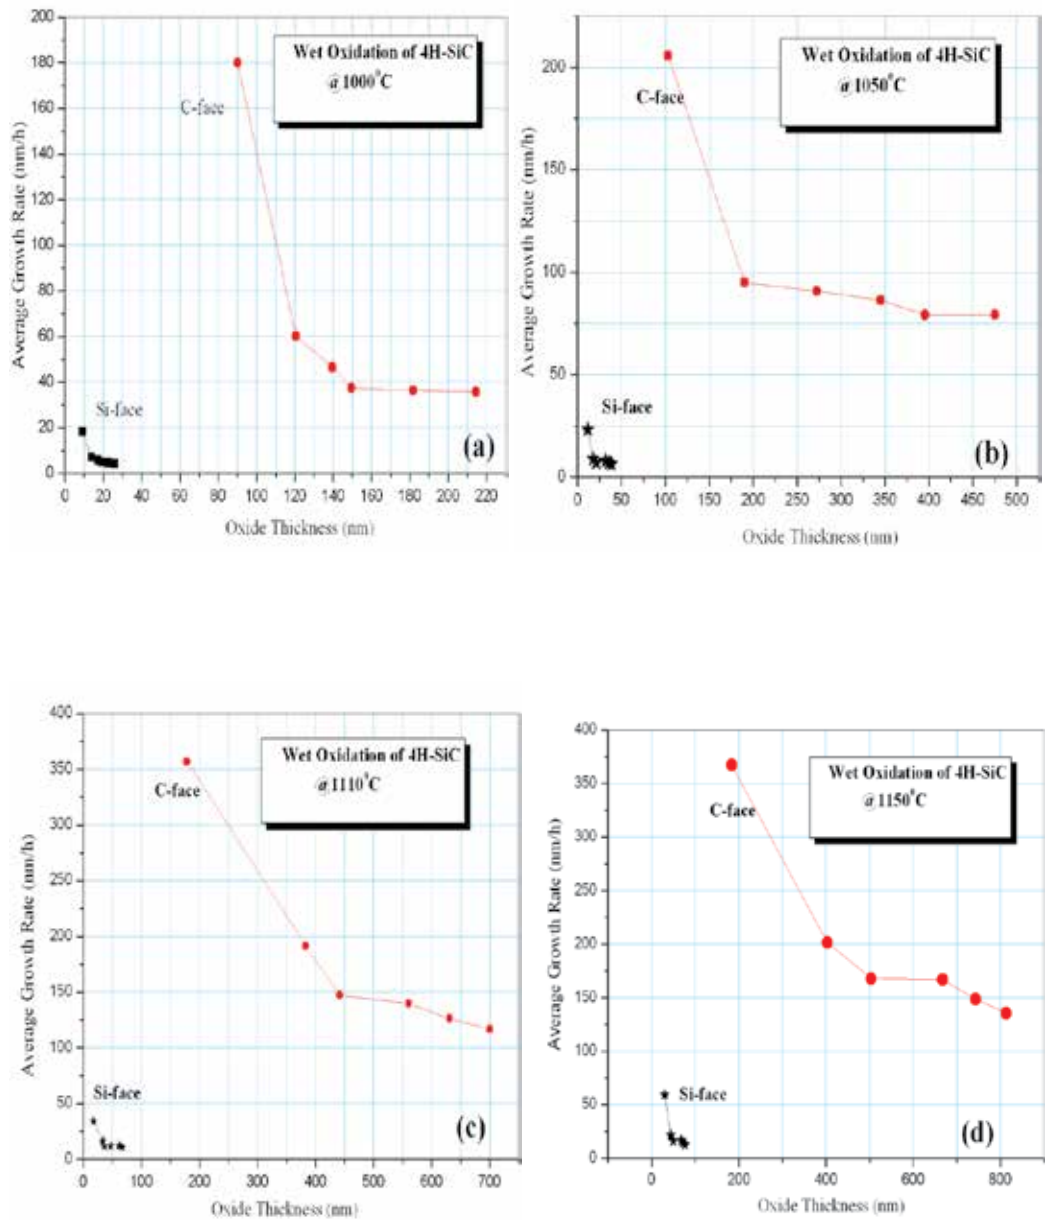 Wet Oxidation of 4H-SiC
@1000⁰C
C-face
Si-face
(a)
200
180
160
140
120
100
80
60
40
20
0
0 20 40 60 80 100 120 140 160 180 200 220
Average Growth Rate (nm/h)
Oxide Thickness (nm)
Wet Oxidation of 4H-SiC
@1050⁰C
C-face
Si-face
(b)
200
150
100
50
0
0 50 100 150 200 250 300 350 400 450 500
Average Growth Rate (nm/h)
Oxide Thickness (nm)
Wet Oxidation of 4H-SiC
@1110⁰C
C-face
Si-face
(c)
400
350
300
250
200
150
100
50
0
0 100 200 300 400 500 600 700
Average Growth Rate (nm/h)
Oxide Thickness (nm)
Wet Oxidation of 4H-SiC
@1150⁰C
C-face
Si-face
(d)
400
350
300
250
200
150
100
50
0
0 200 400 600 800
Average Growth Rate (nm/h)
Oxide Thickness (nm)